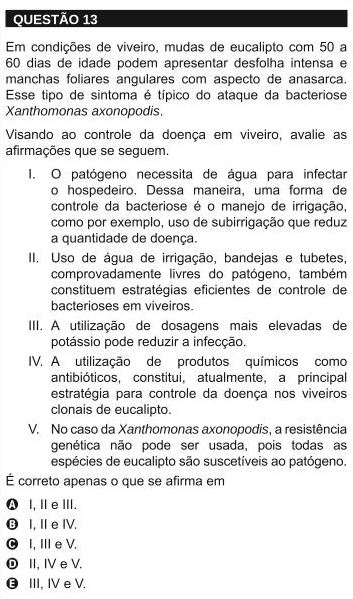 QUESTÃO 13
Em condições de viveiro, mudas de eucalipto com 50 a
60 dias de idade podem apresentar desfolha intensa e
manchas foliares angulares com aspecto de anasarca.
Esse tipo de sintoma é típico do ataque da bacteriose
Xanthomonas axonopodis.
Visando ao controle da doença em viveiro, avalie as
afirmações que se seguem.
I. O patógeno necessita de água para infectar
o hospedeiro. Dessa maneira, uma forma de
controle da bacteriose é o manejo de irrigação,
como por exemplo, uso de subirrigação que reduz
a quantidade de doença.
II. Uso de água de irrigação, bandejas e tubetes,
comprovadamente livres do patógeno, também
constituem estratégias eficientes de controle de
bacterioses em viveiros.
III. A utilização de dosagens mais elevadas de
potássio pode reduzir a infecção.
IV. A utilização de produtos químicos como
antibióticos, constitui, atualmente, a principal
estratégia para controle da doença nos viveiros
clonais de eucalipto.
V. No caso da Xanthomonas axonopodis, a resistência
genética não pode ser usada, pois todas as
espécies de eucalipto são suscetíveis ao patógeno.
É correto apenas o que se afirma em
A I, II e III.
B I, II e IV.
C I, III e V.
D II, IV e V.
E III, IV e V.